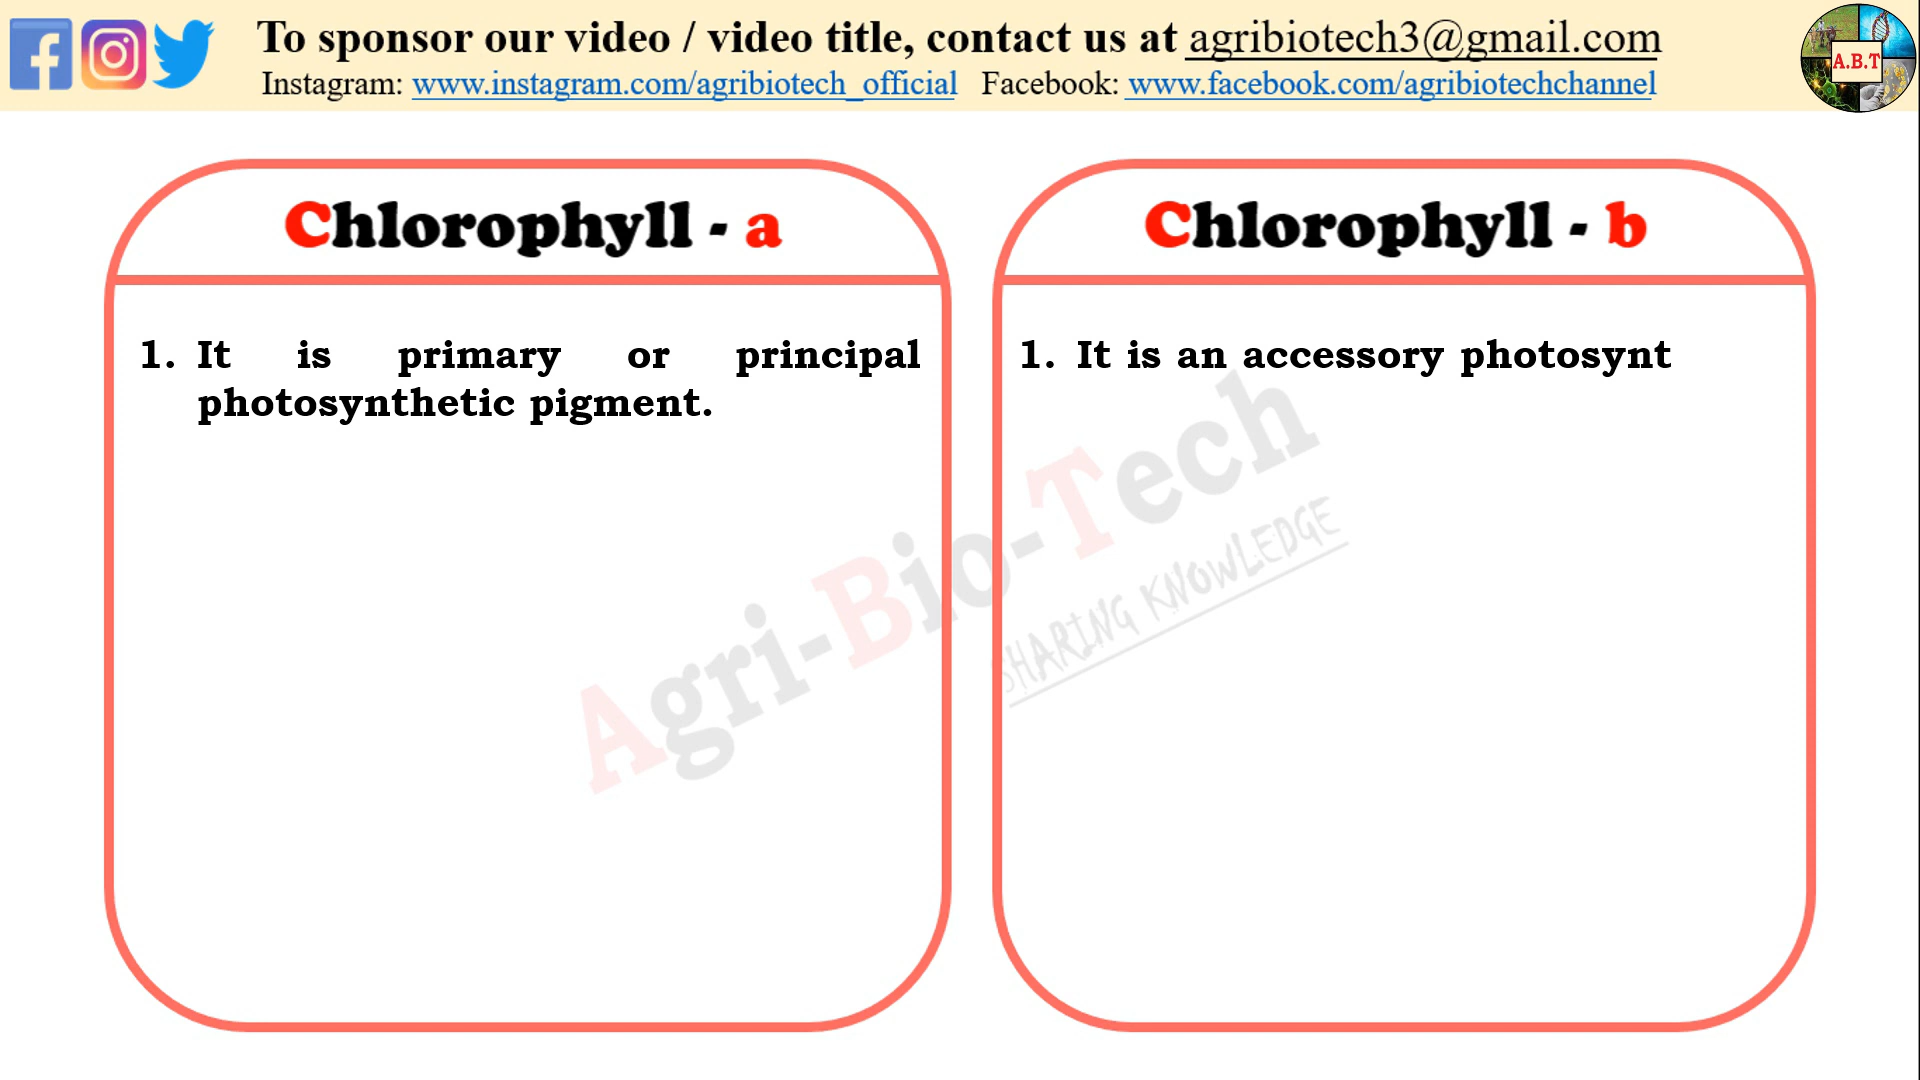 To sponsor our video / video title, contact us at agribiotech3@gmail.com
Instagram: www.instagram.com/agribiotech_official Facebook: www.facebook.com/agribiotechchannel
A.B.T
Chlorophyll - a
1. It is primary or principal
photosynthetic pigment.
Chlorophyll - b
1. It is an accessory photosynt
Agri-Bio-Tech
SHARING KNOWLEDGE